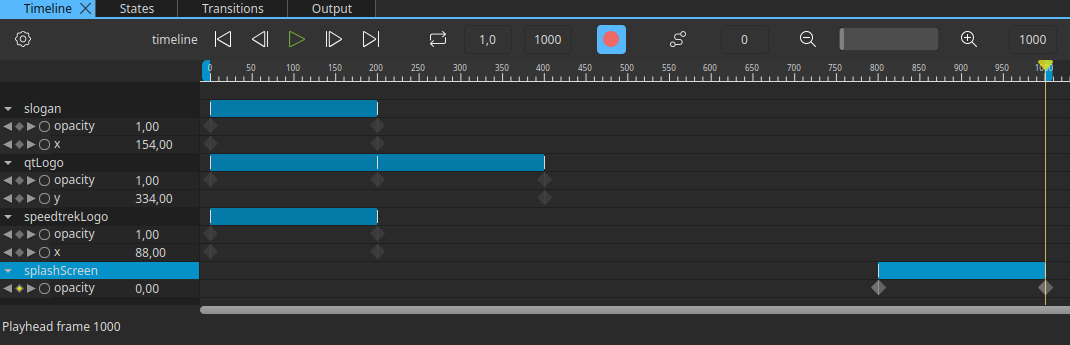 Timeline States Transitions Output
timeline 1,0 1000 0 1000
0 50 100 150 200 250 300 350 400 450 500 550 600 650 700 750 800 850 900 950 1000
slogan
opacity 1,00
x 154,00
qtLogo
opacity 1,00
y 334,00
speedtrekLogo
opacity 1,00
x 88,00
splashScreen
opacity 0,00
Playhead frame 1000